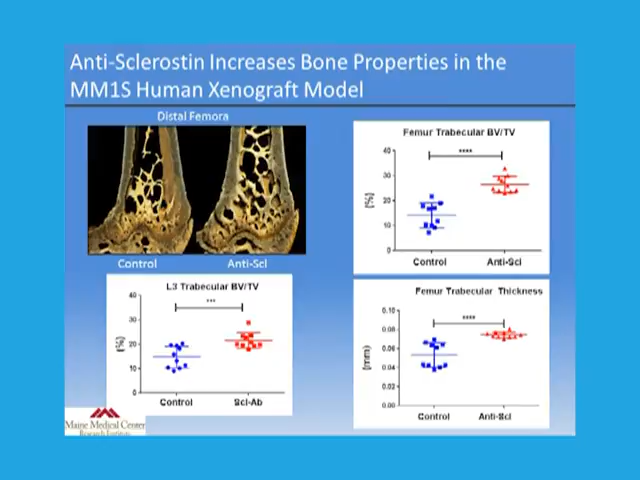 Anti-Sclerostin Increases Bone Properties in the
MM1S Human Xenograft Model
Distal Femora
Control
Anti-Scl
Femur Trabecular BV/TV
****
40
30
20
10
0
(%)
Control
Anti-Scl
L3 Trabecular BV/TV
***
40
30
20
10
0
(%)
Control
Scl-Ab
Femur Trabecular Thickness
****
0.10
0.08
0.06
0.04
0.02
0.00
(mm)
Control
Anti-Scl
Maine Medical Center
Research Institute